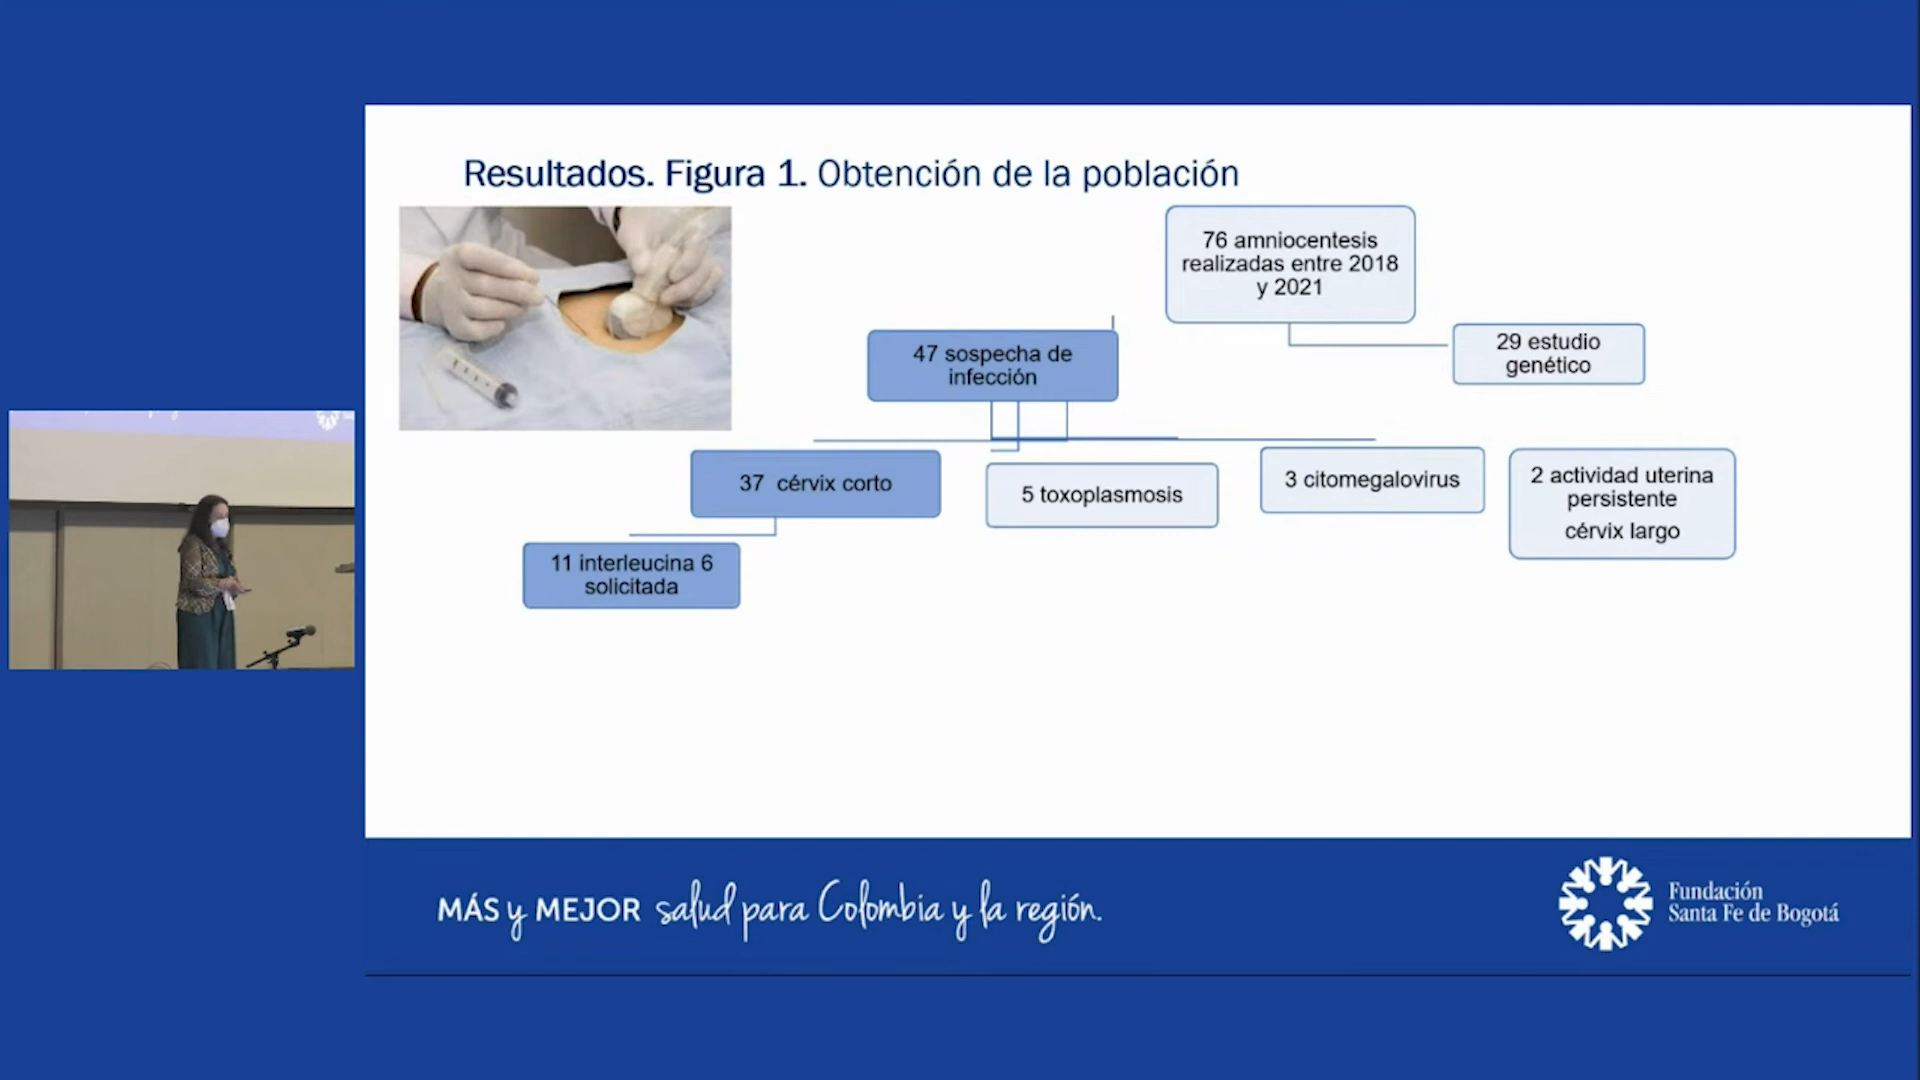 Resultados. Figura 1. Obtención de la población
76 amniocentesis
realizadas entre 2018
y 2021
29 estudio
genético
47 sospecha de
infección
37 cérvix corto
5 toxoplasmosis
3 citomegalovirus
2 actividad uterina
persistente
cérvix largo
11 interleucina 6
solicitada
MÁS y MEJOR salud para Colombia y la región.
Fundación
Santa Fe de Bogotá